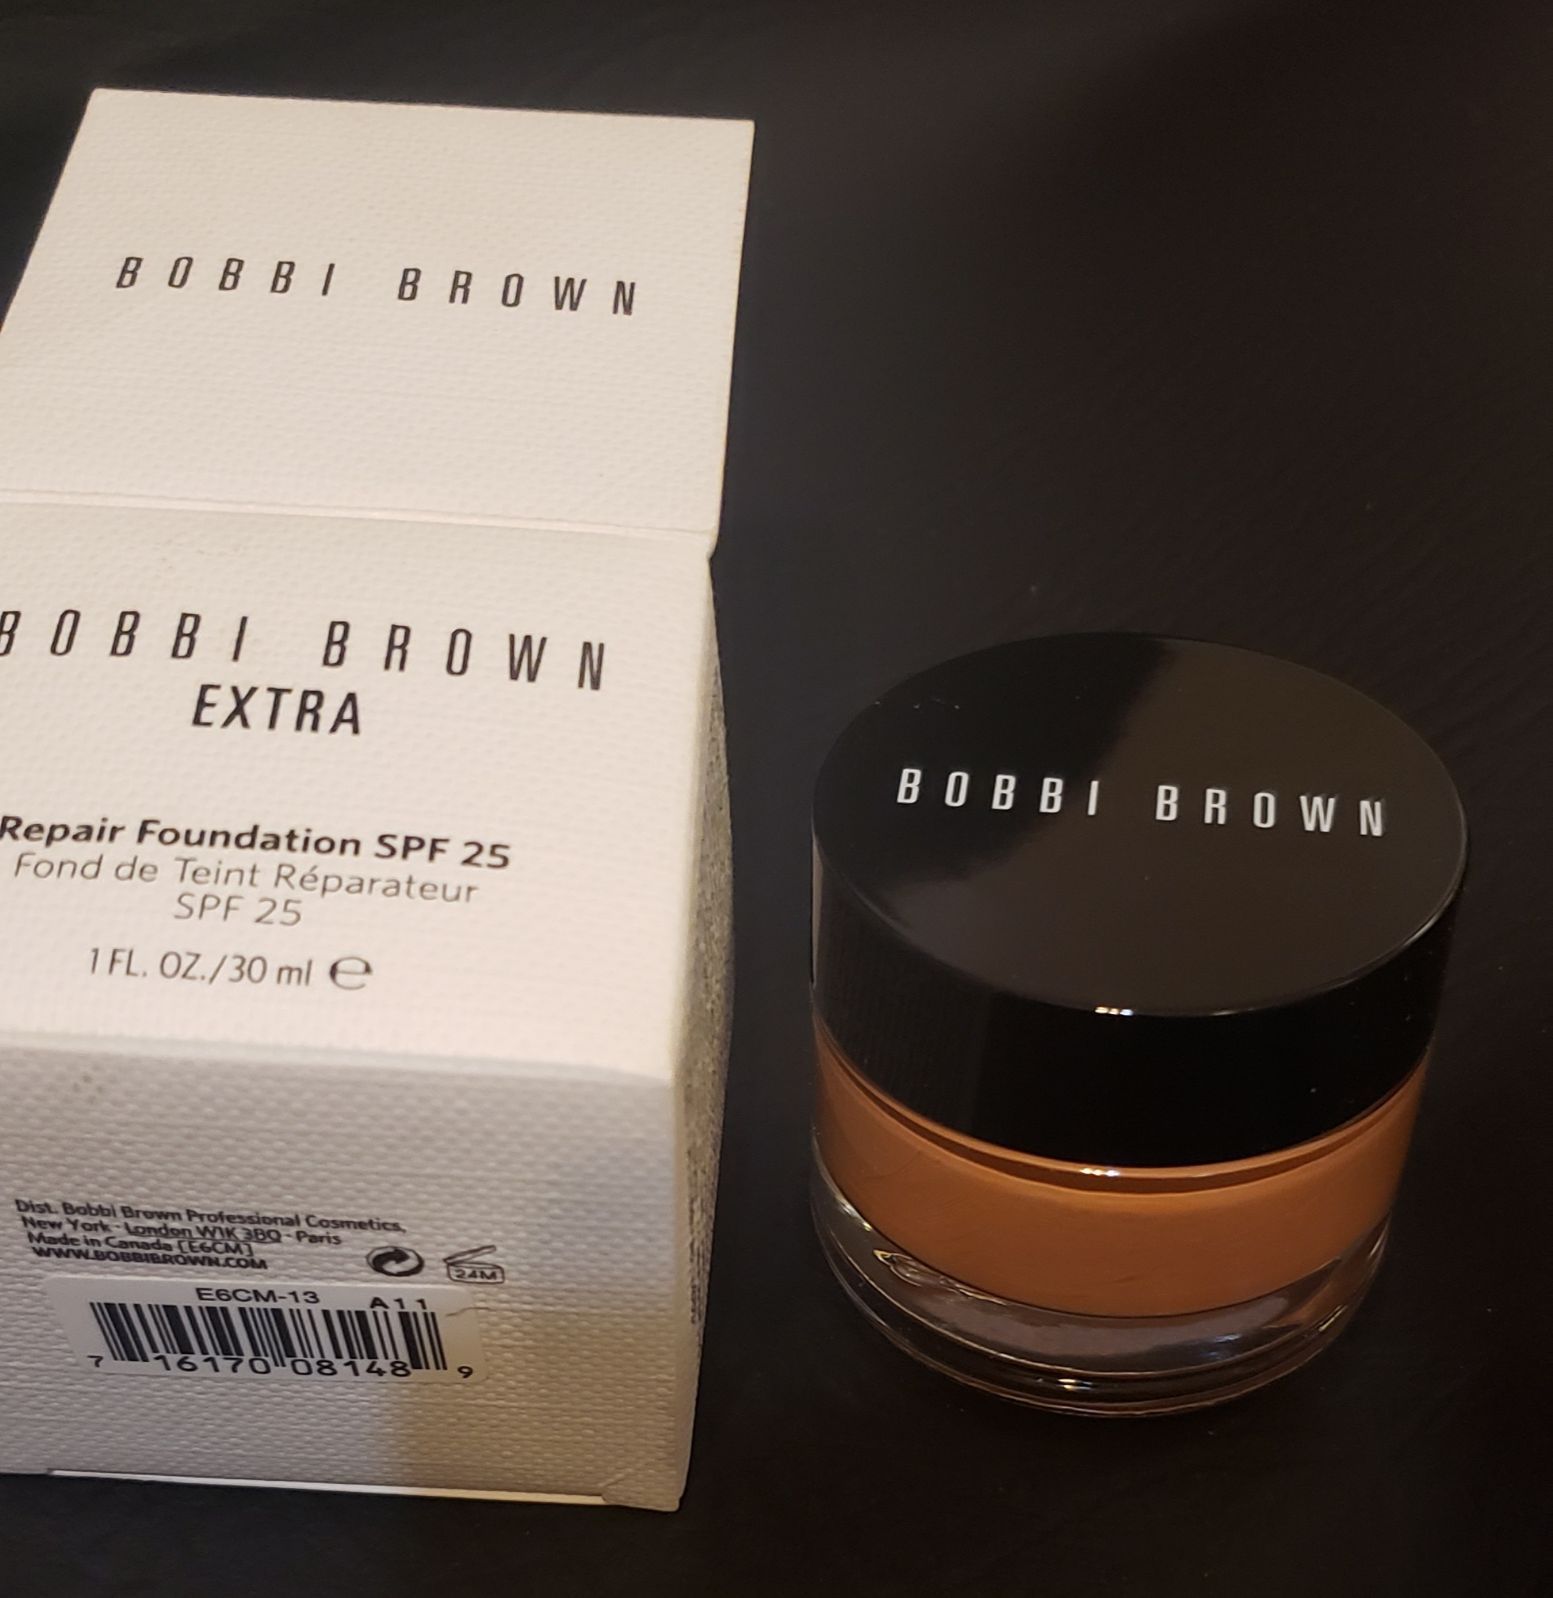 BOBBI BROWN
BOBBI BROWN
EXTRA
Repair Foundation SPF 25
Fond de Teint Réparateur
SPF 25
1 FL. OZ./30 ml ℮
Dist. Bobbi Brown Professional Cosmetics,
New York · London W1K 3BQ · Paris
Made in Canada [E6CM]
WWW.BOBBIBROWN.COM
24M
E6CM-13 A11
7 16170 08148 9
BOBBI BROWN